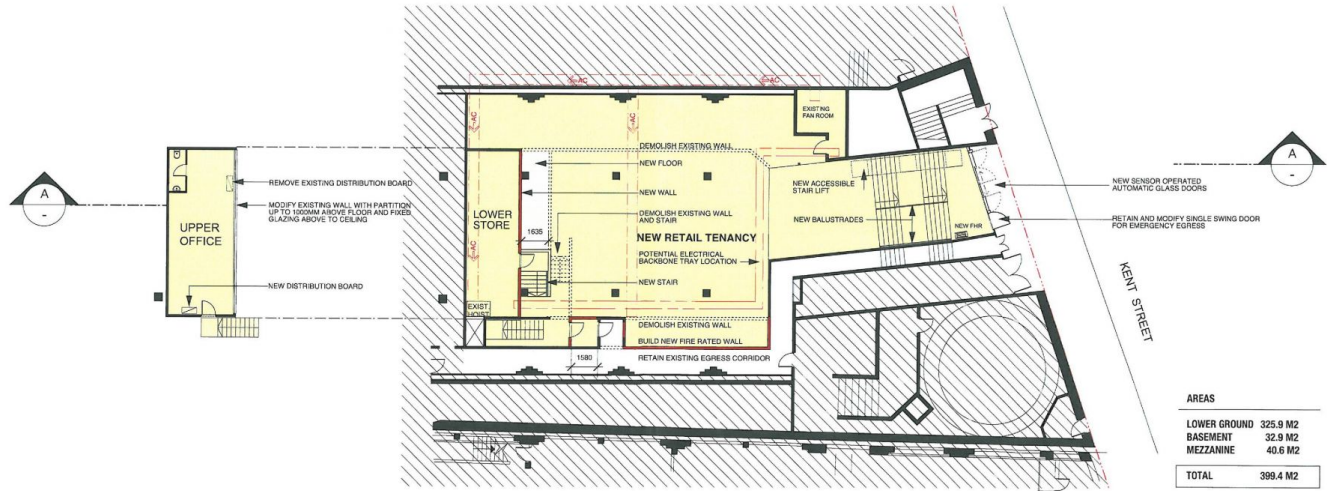 A
-
UPPER
OFFICE
REMOVE EXISTING DISTRIBUTION BOARD
MODIFY EXISTING WALL WITH PARTITION
UP TO 1000MM ABOVE FLOOR AND FIXED
GLAZING ABOVE TO CEILING
NEW DISTRIBUTION BOARD
AC
AC
AC
AC
AC
EXISTING
FAN ROOM
DEMOLISH EXISTING WALL
NEW FLOOR
NEW WALL
DEMOLISH EXISTING WALL
AND STAIR
LOWER
STORE
1635
NEW RETAIL TENANCY
POTENTIAL ELECTRICAL
BACKBONE TRAY LOCATION
NEW STAIR
EXIST
HOIST
DEMOLISH EXISTING WALL
BUILD NEW FIRE RATED WALL
RETAIN EXISTING EGRESS CORRIDOR
1580
NEW ACCESSIBLE
STAIR LIFT
NEW BALUSTRADES
NEW FHR
NEW SENSOR OPERATED
AUTOMATIC GLASS DOORS
RETAIN AND MODIFY SINGLE SWING DOOR
FOR EMERGENCY EGRESS
A
-
KENT STREET
AREAS
LOWER GROUND 325.9 M2
BASEMENT 32.9 M2
MEZZANINE 40.6 M2
TOTAL 399.4 M2